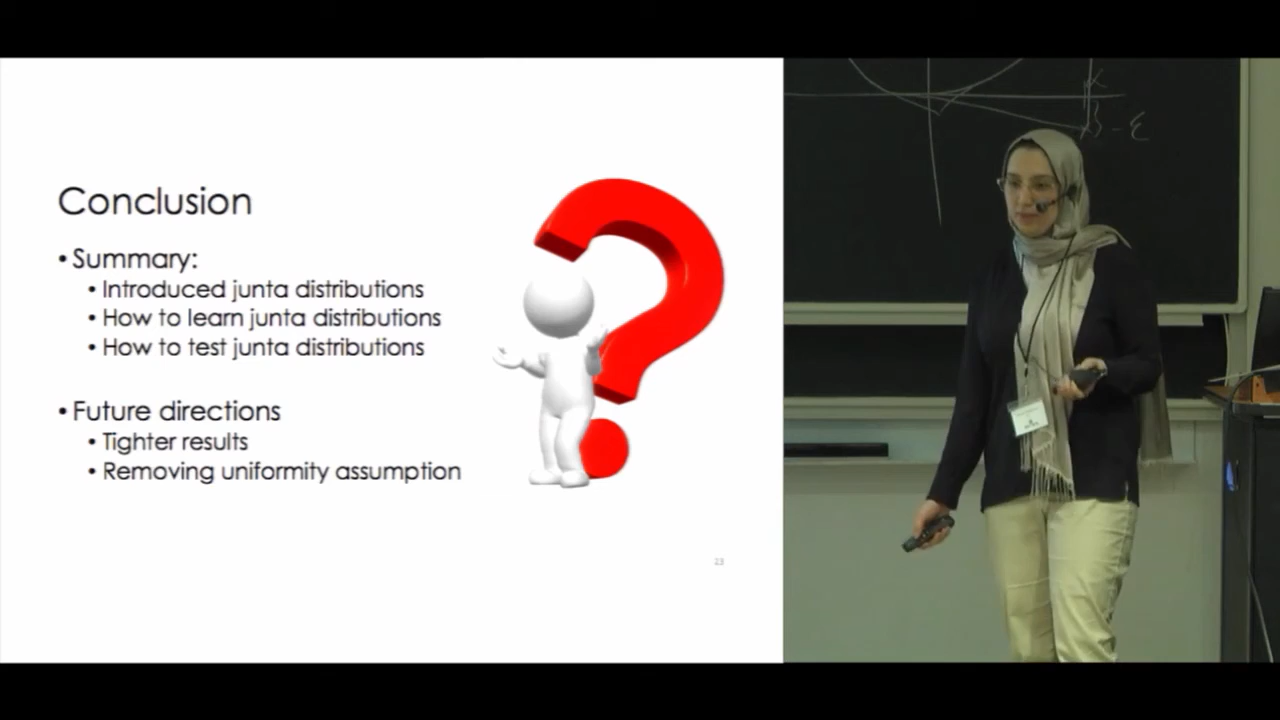 Conclusion
• Summary:
• Introduced junta distributions
• How to learn junta distributions
• How to test junta distributions
• Future directions
• Tighter results
• Removing uniformity assumption
23